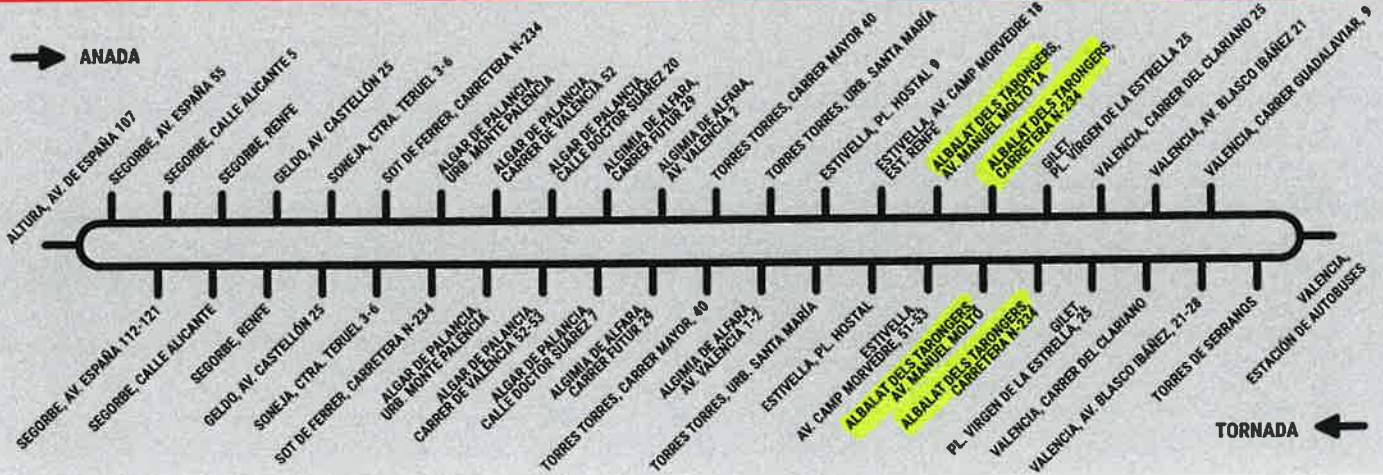 ANADA
ALTURA, AV. DE ESPAÑA 107
SEGORBE, AV. ESPAÑA 55
SEGORBE, CALLE ALICANTE 5
SEGORBE, RENFE
GELDO, AV. CASTELLÓN 25
SONEJA, CTRA. TERUEL 3-6
SOT DE FERRER, CARRETERA N-234
ALGAR DE PALANCIA,
URB. MONTE PALENCIA
ALGAR DE PALANCIA,
CARRER DE VALENCIA 52
ALGAR DE PALANCIA,
CALLE DOCTOR SUÁREZ 20
ALGIMIA DE ALFARA,
CARRER FUTUR 29
ALGIMIA DE ALFARA,
AV. VALENCIA 2
TORRES TORRES, CARRER MAYOR 40
TORRES TORRES, URB. SANTA MARÍA
ESTIVELLA, PL. HOSTAL 9
ESTIVELLA, AV. CAMP MORVEDRE 18
EST. RENFE
ALBALAT DELS TARONGERS,
AV. MANUEL MOLTO 1A
ALBALAT DELS TARONGERS,
CARRETERA N-234
GILET,
PL. VIRGEN DE LA ESTRELLA 25
VALENCIA, CARRER DEL CLARIANO 25
VALENCIA, AV. BLASCO IBÁÑEZ 21
VALENCIA, CARRER GUADALAVIAR, 9
SEGORBE, AV. ESPAÑA 112-121
SEGORBE, CALLE ALICANTE
SEGORBE, RENFE
GELDO, AV. CASTELLÓN 25
SONEJA, CTRA. TERUEL 3-6
SOT DE FERRER, CARRETERA N-234
ALGAR DE PALANCIA,
URB. MONTE PALENCIA
ALGAR DE PALANCIA,
CARRER DE VALENCIA 52-53
ALGAR DE PALANCIA,
CALLE DOCTOR SUÁREZ 7
ALGIMIA DE ALFARA,
CARRER FUTUR 29
TORRES TORRES, CARRER MAYOR, 40
ALGIMIA DE ALFARA,
AV. VALENCIA 1-2
TORRES TORRES, URB. SANTA MARÍA
ESTIVELLA, PL. HOSTAL
ESTIVELLA,
AV. CAMP MORVEDRE 51-53
ALBALAT DELS TARONGERS,
AV. MANUEL MOLTO
ALBALAT DELS TARONGERS,
CARRETERA N-234
GILET,
PL. VIRGEN DE LA ESTRELLA, 25
VALENCIA, CARRER DEL CLARIANO
VALENCIA, AV. BLASCO IBÁÑEZ, 21-28
TORRES DE SERRANOS
VALENCIA,
ESTACIÓN DE AUTOBUSES
TORNADA